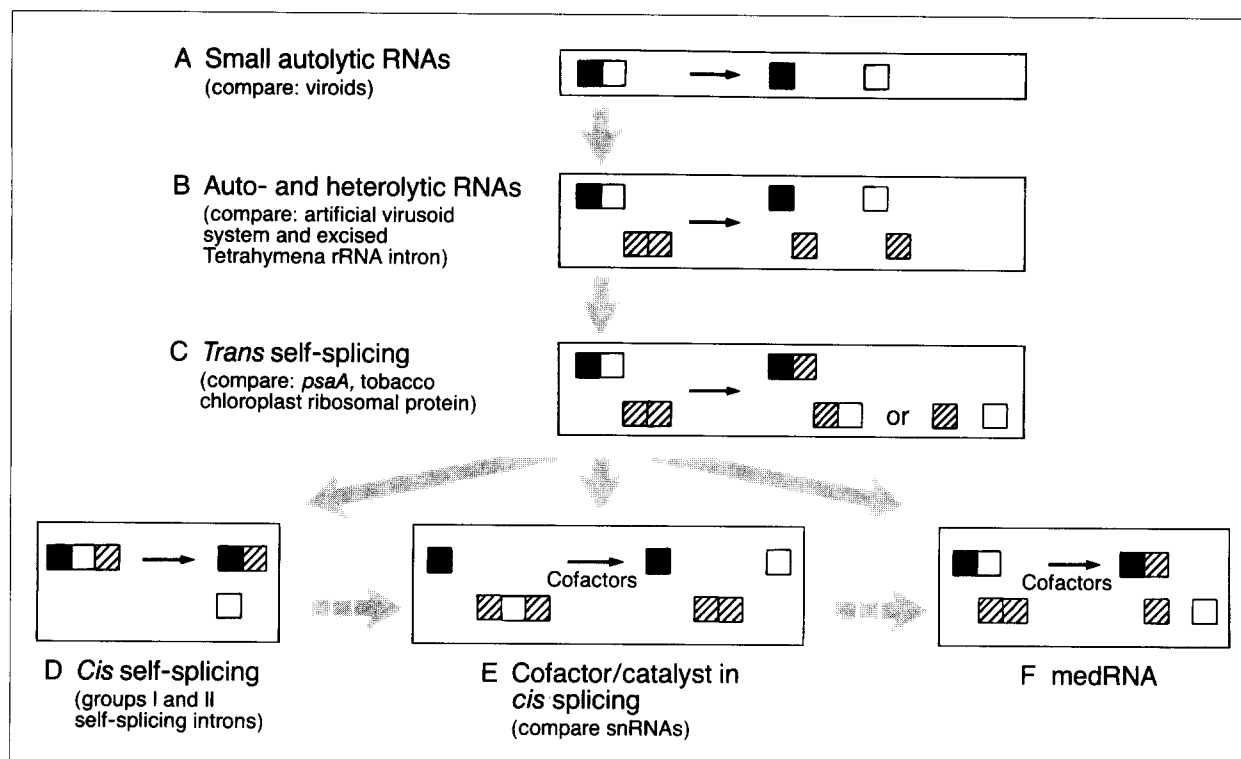 A Small autolytic RNAs
(compare: viroids)
B Auto- and heterolytic RNAs
(compare: artificial virusoid
system and excised
Tetrahymena rRNA intron)
C Trans self-splicing
(compare: psaA, tobacco
chloroplast ribosomal protein)
or
Cofactors
Cofactors
D Cis self-splicing
(groups I and II
self-splicing introns)
E Cofactor/catalyst in
cis splicing
(compare snRNAs)
F medRNA